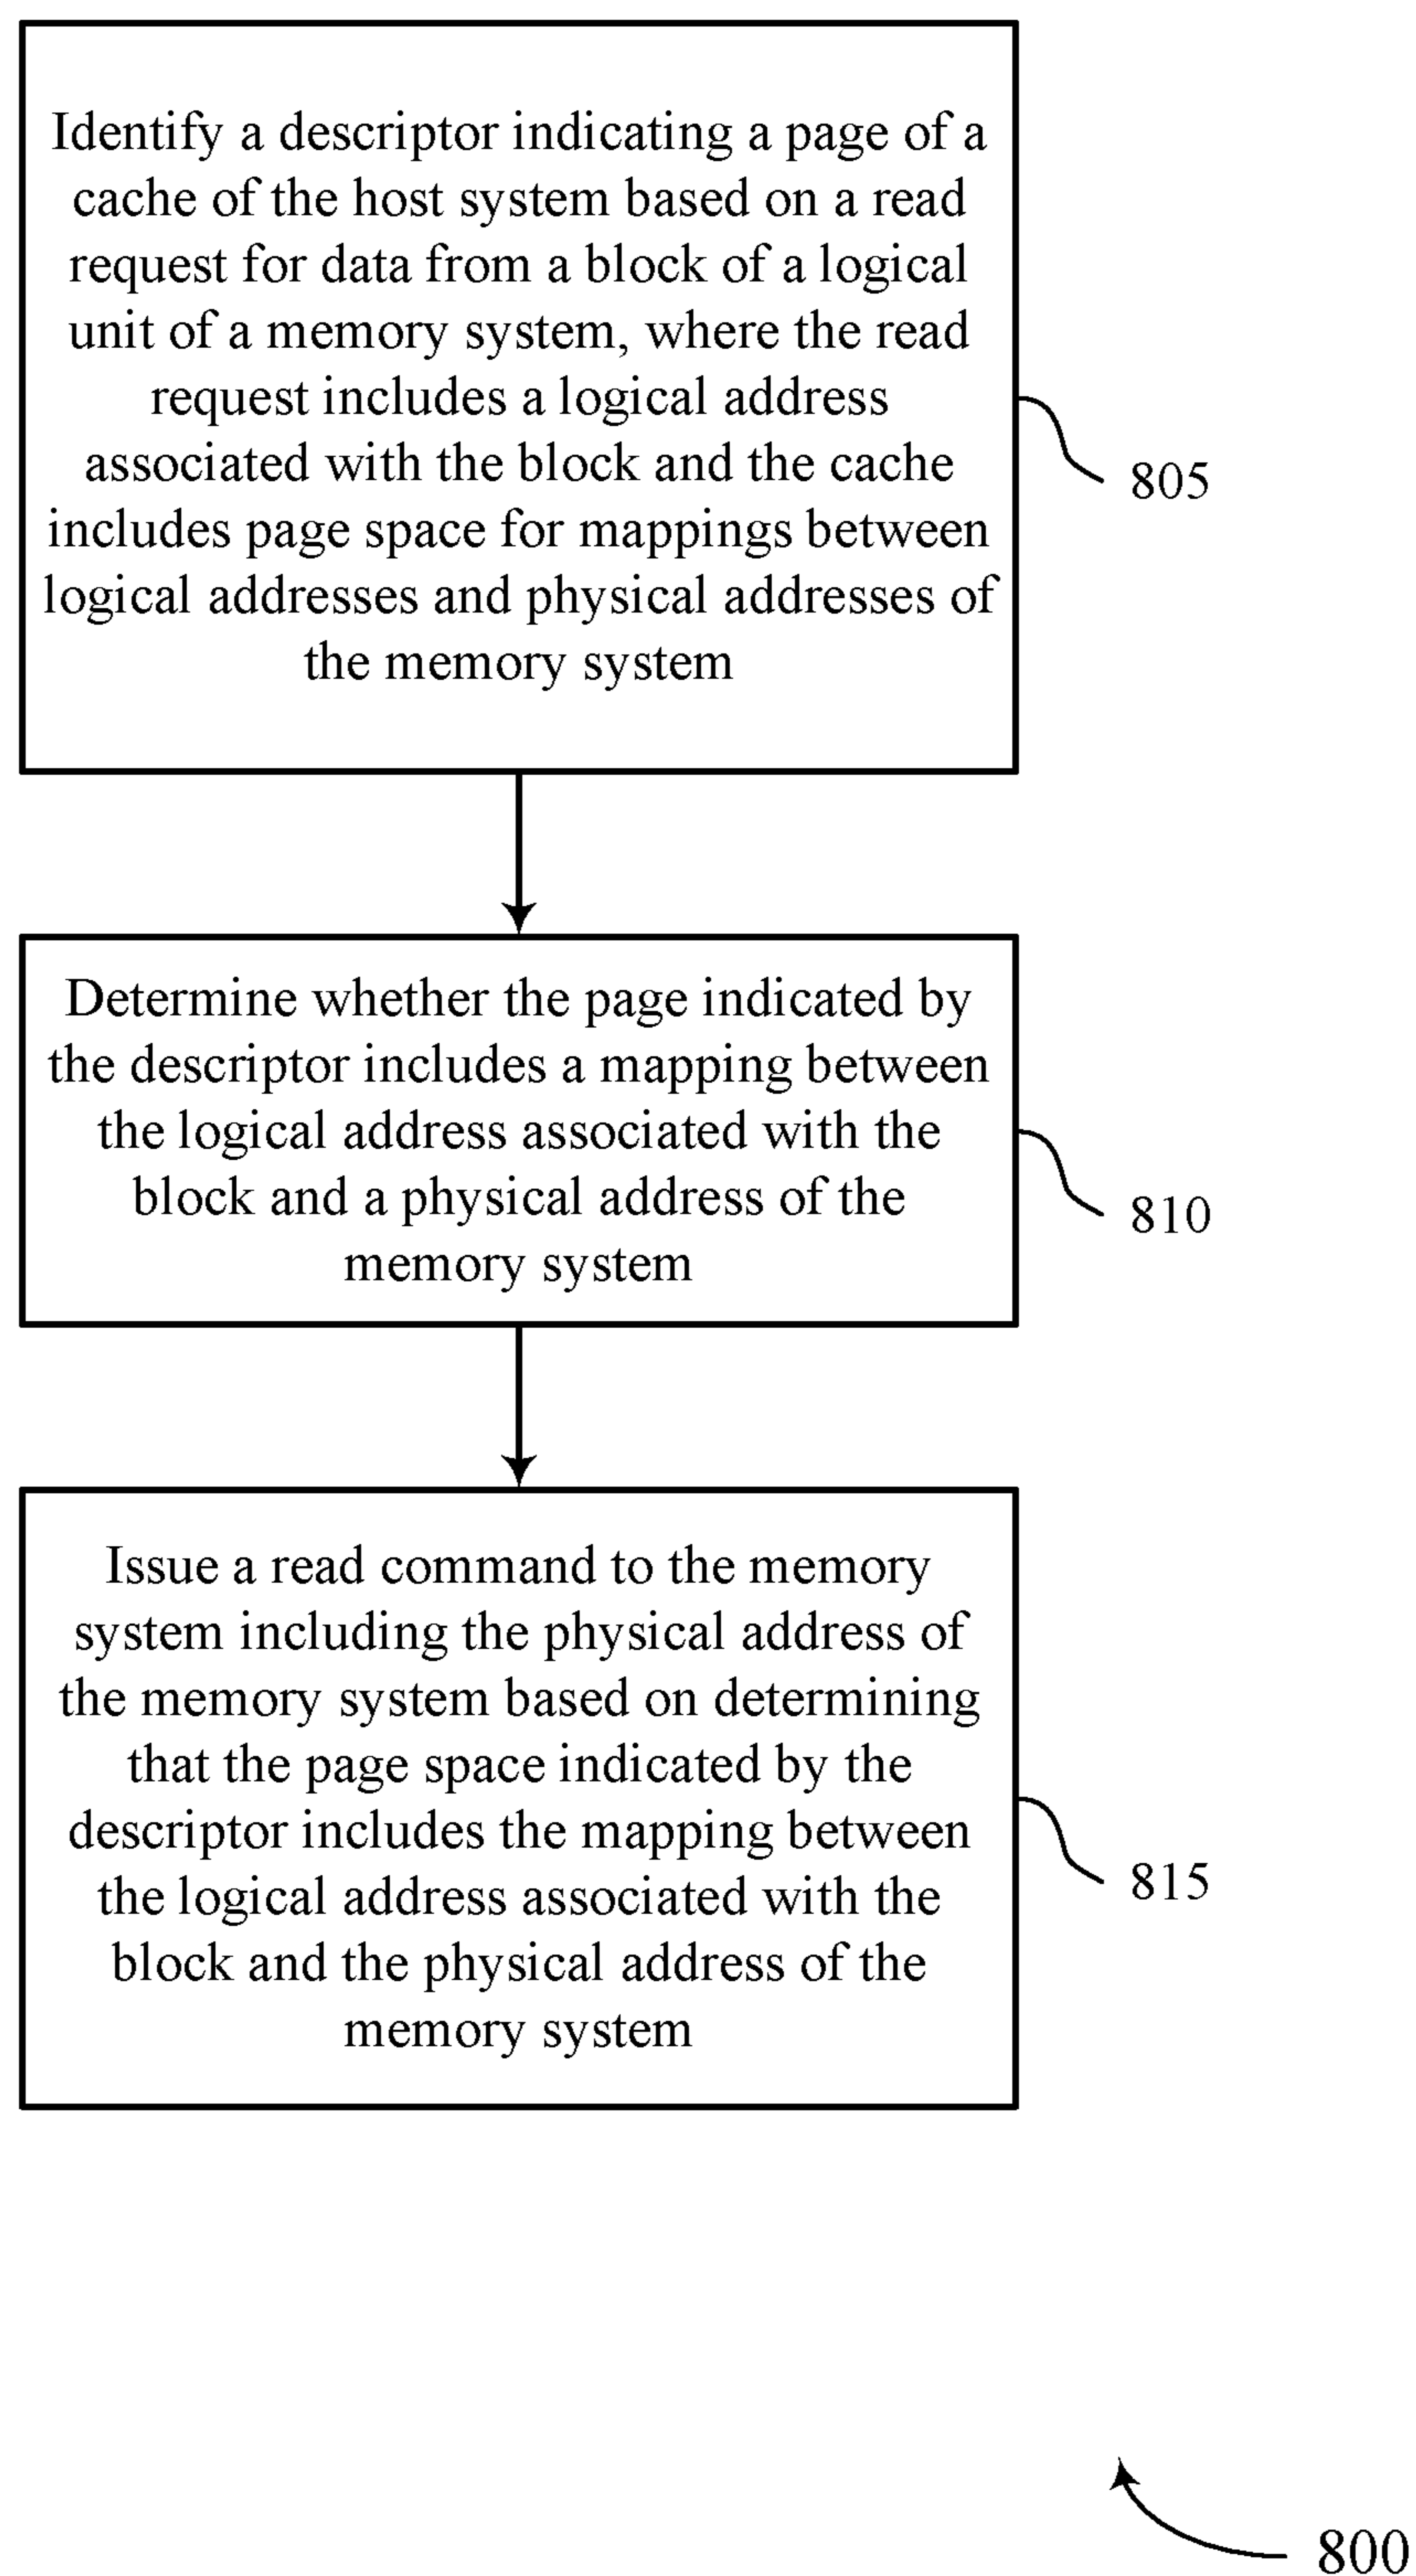 Identify a descriptor indicating a page of a
cache of the host system based on a read
request for data from a block of a logical
unit of a memory system, where the read
request includes a logical address
associated with the block and the cache
includes page space for mappings between
logical addresses and physical addresses of
the memory system
805
Determine whether the page indicated by
the descriptor includes a mapping between
the logical address associated with the
block and a physical address of the
memory system
810
Issue a read command to the memory
system including the physical address of
the memory system based on determining
that the page space indicated by the
descriptor includes the mapping between
the logical address associated with the
block and the physical address of the
memory system
815
800